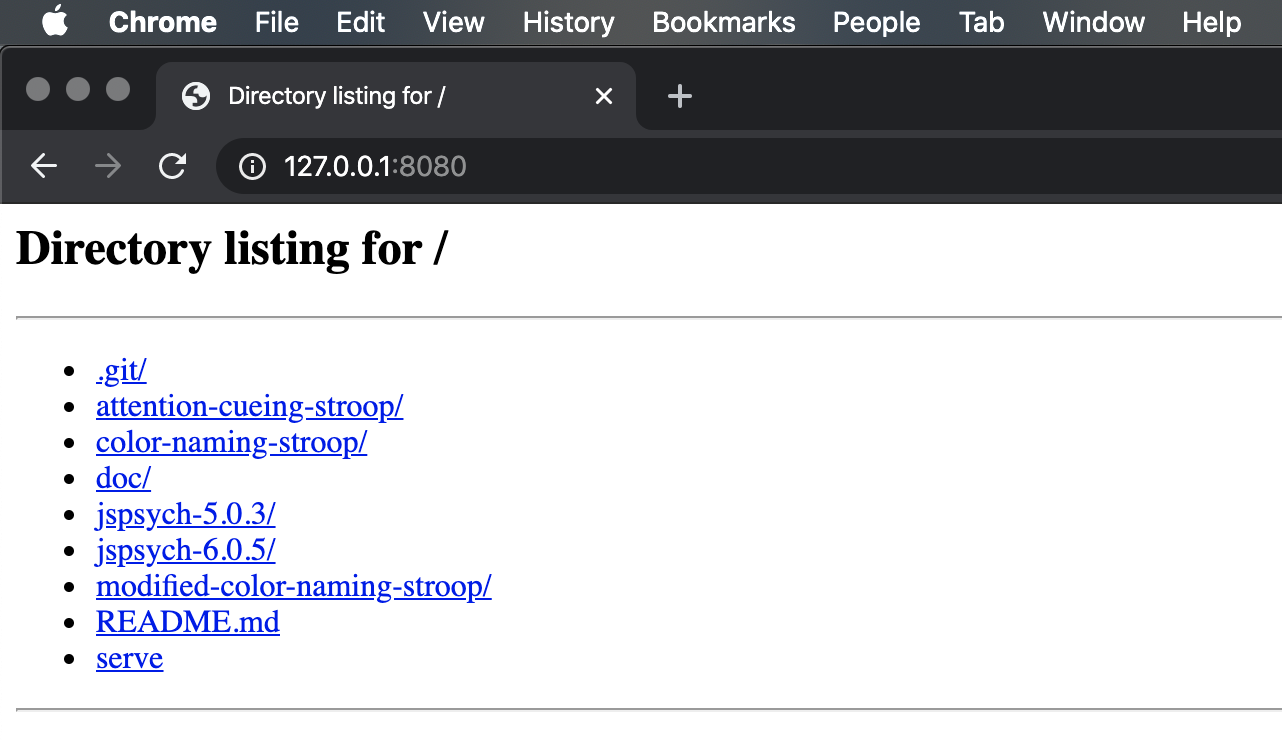 Chrome File Edit View History Bookmarks People Tab Window Help
Directory listing for /
127.0.0.1:8080
Directory listing for /
.git/
attention-cueing-stroop/
color-naming-stroop/
doc/
jspsych-5.0.3/
jspsych-6.0.5/
modified-color-naming-stroop/
README.md
serve